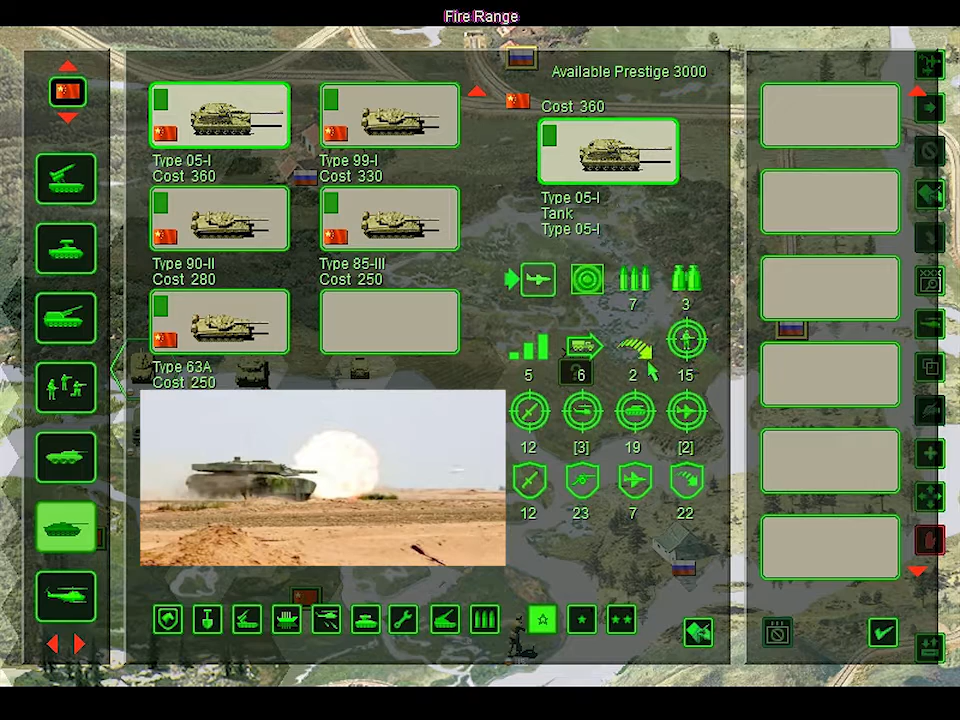 Fire Range
Available Prestige 3000
Cost 360
Type 05-I
Cost 360
Type 99-I
Cost 330
Type 05-I
Tank
Type 05-I
Type 90-II
Cost 280
Type 85-III
Cost 250
7
3
Type 63A
Cost 250
5
6
2
15
12
[3]
19
[2]
12
23
7
22
XXX